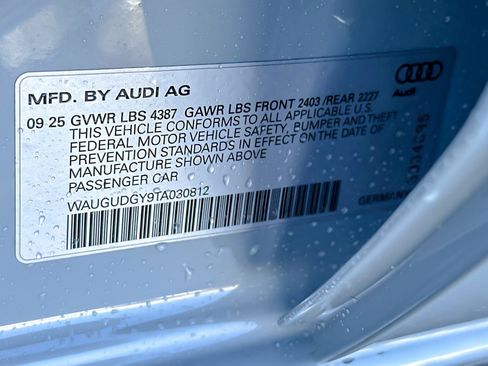 MFD. BY AUDI AG
Audi
09 25 GVWR LBS 4387 GAWR LBS FRONT 2403 /REAR 2227
THIS VEHICLE CONFORMS TO ALL APPLICABLE U.S.
FEDERAL MOTOR VEHICLE SAFETY, BUMPER AND THEFT
PREVENTION STANDARDS IN EFFECT ON THE DATE OF
MANUFACTURE SHOWN ABOVE
PASSENGER CAR
WAUGUDGY9TA030812
GERMANY